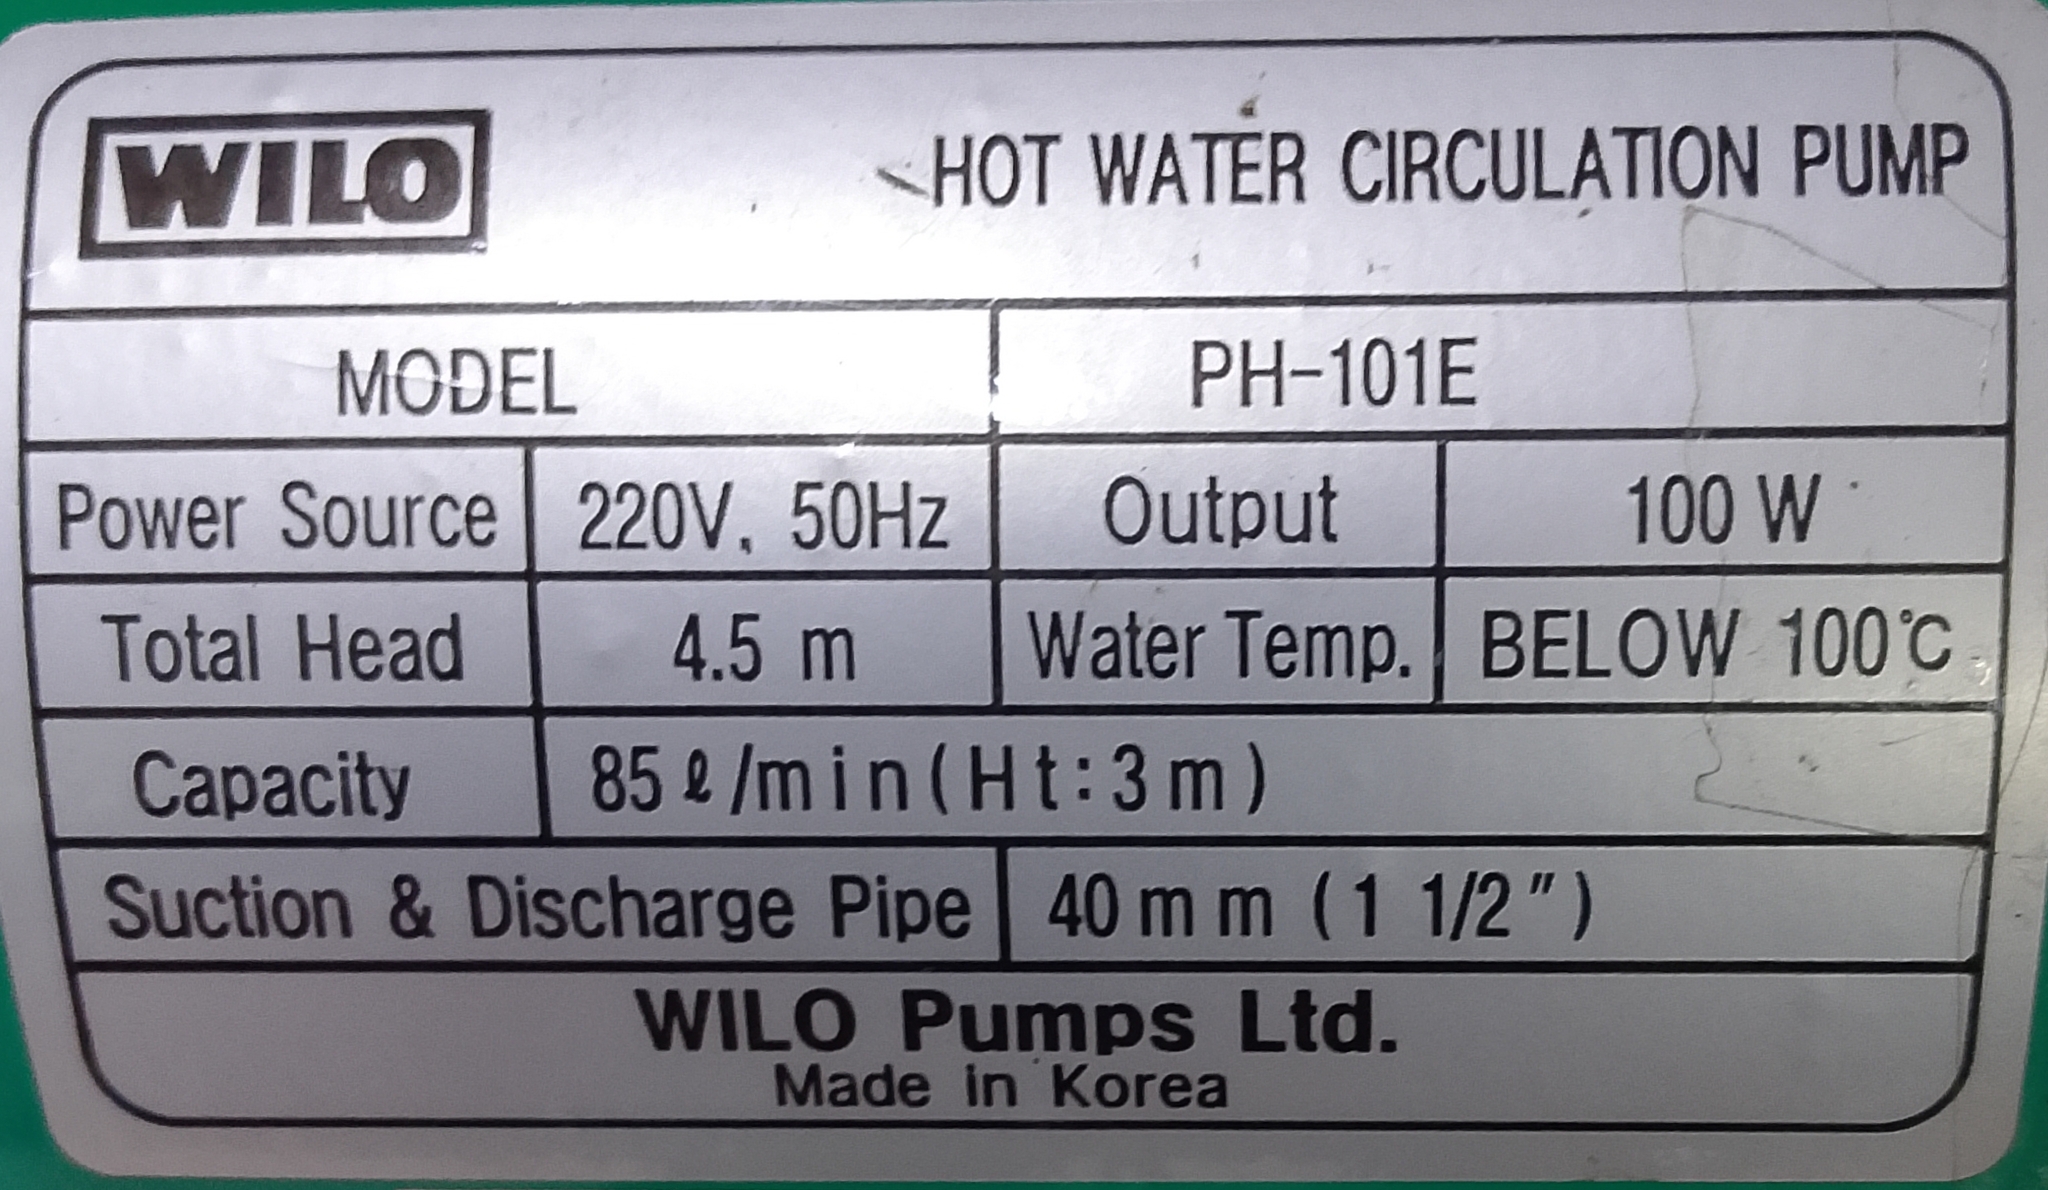 WILO HOT WATER CIRCULATION PUMP
MODEL PH-101E
Power Source 220V, 50Hz Output 100 W
Total Head 4.5 m Water Temp. BELOW 100℃
Capacity 85ℓ/min(Ht:3m)
Suction & Discharge Pipe 40mm (1 1/2")
WILO Pumps Ltd.
Made in Korea